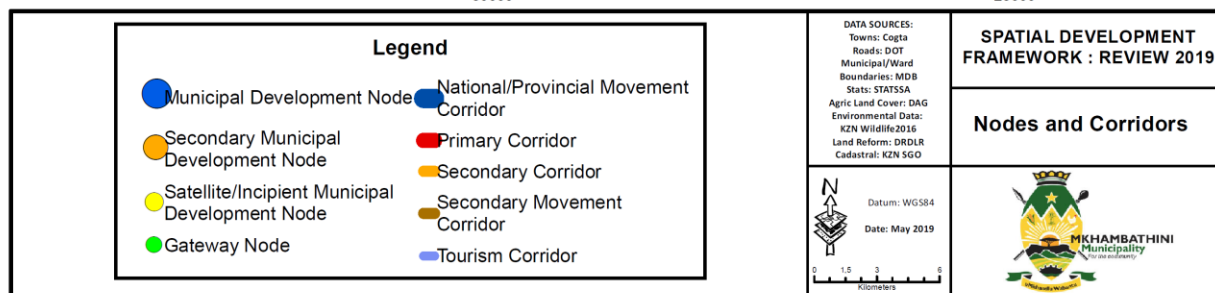 Legend
Municipal Development Node
Secondary Municipal
Development Node
Satellite/Incipient Municipal
Development Node
Gateway Node
National/Provincial Movement
Corridor
Primary Corridor
Secondary Corridor
Secondary Movement
Corridor
Tourism Corridor
DATA SOURCES:
Towns: Cogta
Roads: DOT
Municipal/Ward
Boundaries: MDB
Stats: STATSSA
Agric Land Cover: DAG
Environmental Data:
KZN Wildlife2016
Land Reform: DRDLR
Cadastral: KZN SGO
N
Datum: WGS84
Date: May 2019
0 1.5 3 6
Kilometers
SPATIAL DEVELOPMENT
FRAMEWORK : REVIEW 2019
Nodes and Corridors
MKHAMBATHINI
Municipality
For the community